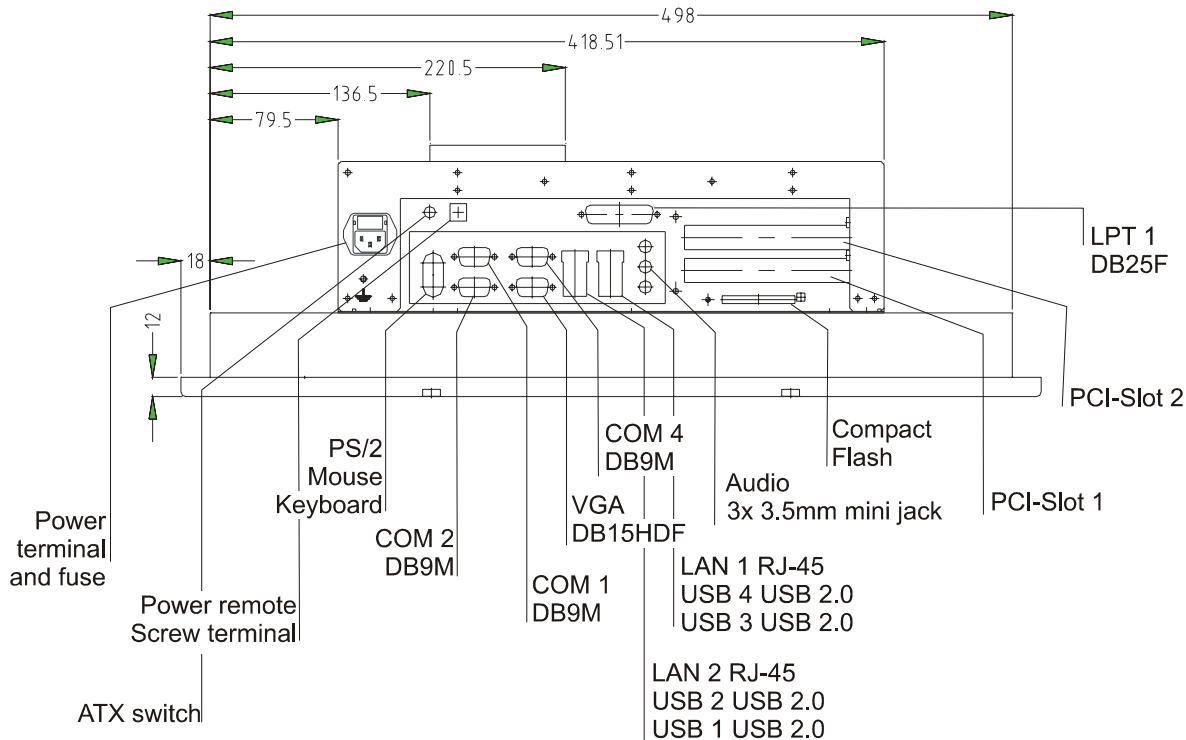 498
418.51
220.5
136.5
79.5
18
12
LPT 1
DB25F
PCI-Slot 2
PCI-Slot 1
Compact
Flash
Audio
3x 3.5mm mini jack
COM 4
DB9M
LAN 1 RJ-45
USB 4 USB 2.0
USB 3 USB 2.0
LAN 2 RJ-45
USB 2 USB 2.0
USB 1 USB 2.0
VGA
DB15HDF
COM 1
DB9M
COM 2
DB9M
PS/2
Mouse
Keyboard
Power remote
Screw terminal
ATX switch
Power
terminal
and fuse